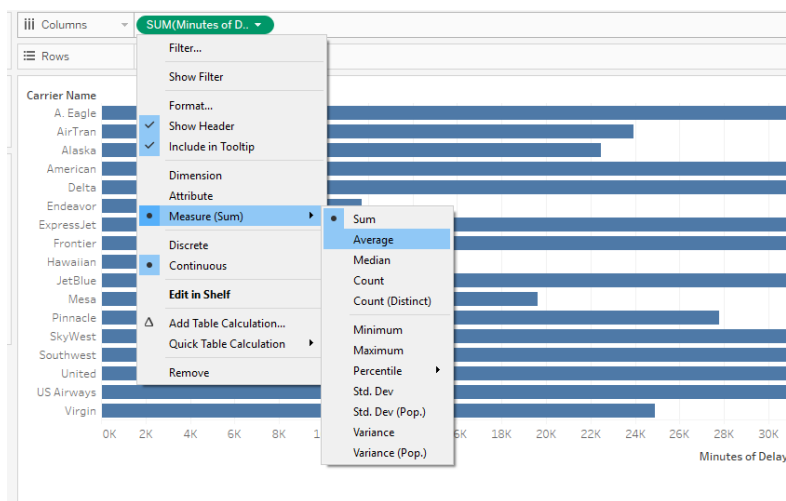 Columns
SUM(Minutes of D..
Rows
Filter...
Show Filter
Format...
Show Header
Include in Tooltip
Dimension
Attribute
Measure (Sum)
Discrete
Continuous
Edit in Shelf
Add Table Calculation...
Quick Table Calculation
Remove
Sum
Average
Median
Count
Count (Distinct)
Minimum
Maximum
Percentile
Std. Dev
Std. Dev (Pop.)
Variance
Variance (Pop.)
Carrier Name
A. Eagle
AirTran
Alaska
American
Delta
Endeavor
ExpressJet
Frontier
Hawaiian
JetBlue
Mesa
Pinnacle
SkyWest
Southwest
United
US Airways
Virgin
0K 2K 4K 6K 8K 18K 20K 22K 24K 26K 28K 30K
Minutes of Delay